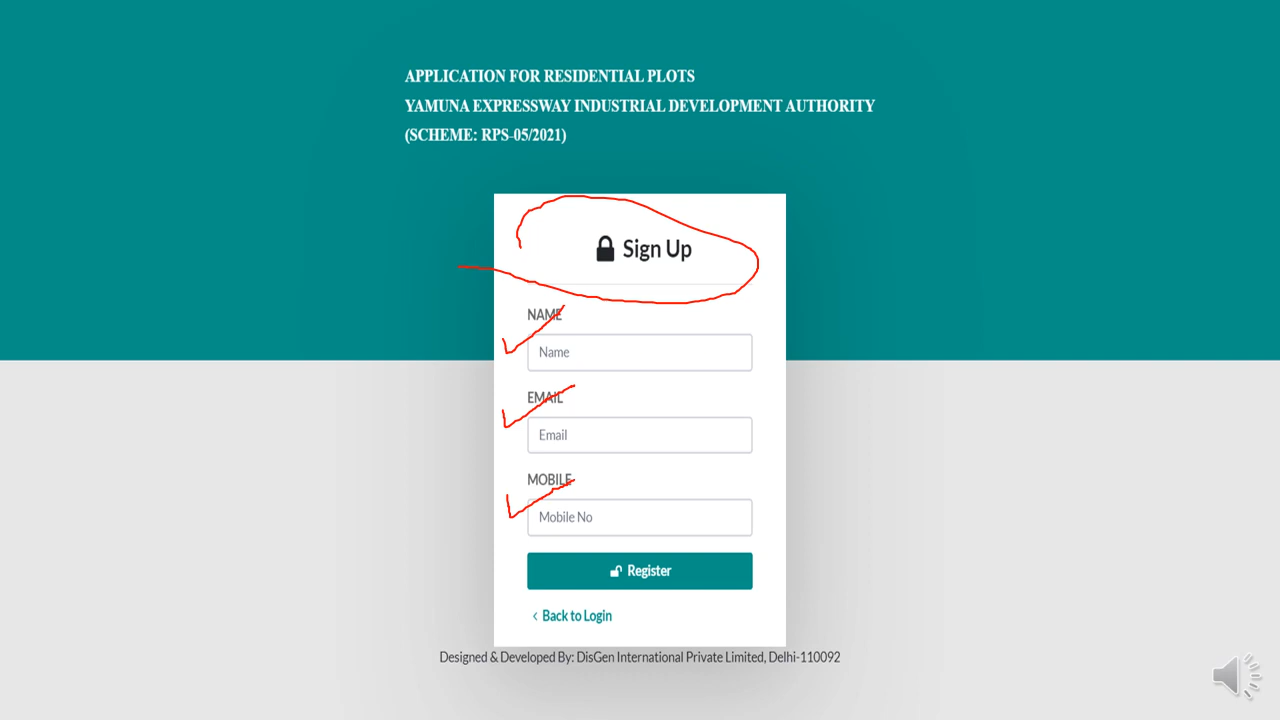 APPLICATION FOR RESIDENTIAL PLOTS
YAMUNA EXPRESSWAY INDUSTRIAL DEVELOPMENT AUTHORITY
(SCHEME: RPS-05/2021)
Sign Up
NAME
Name
EMAIL
Email
MOBILE
Mobile No
Register
Back to Login
Designed & Developed By: DisGen International Private Limited, Delhi-110092